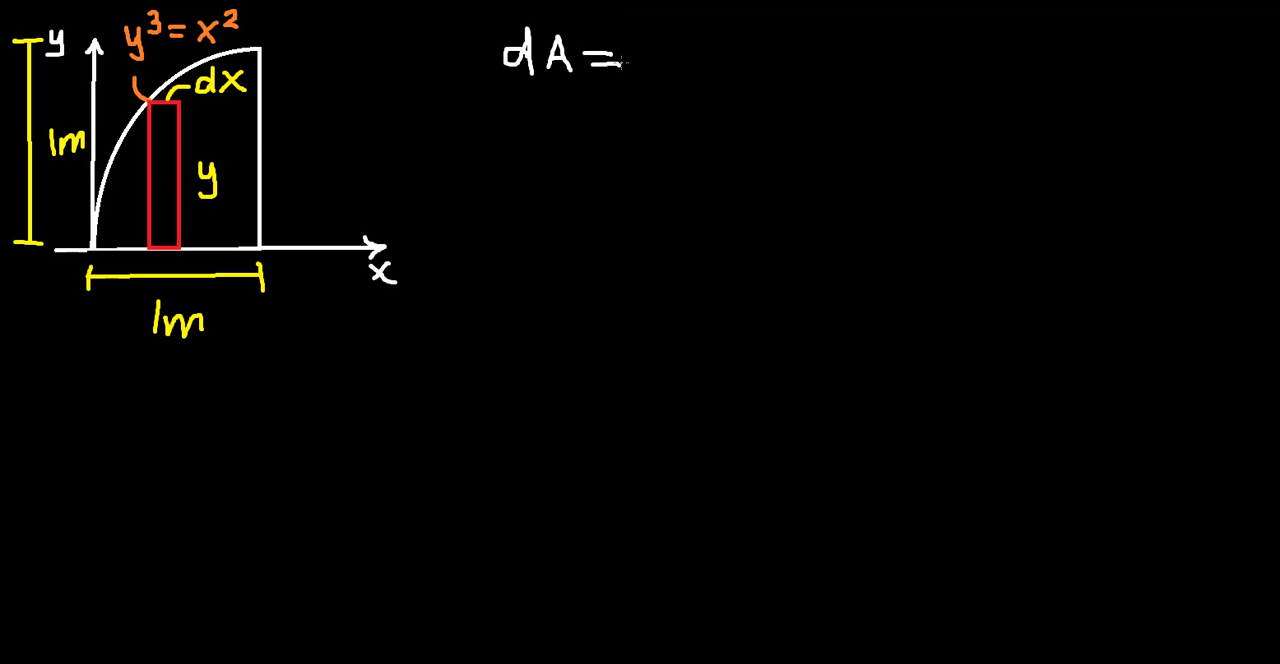 y y³ = x² dA =
dx
1m
y
x
1m